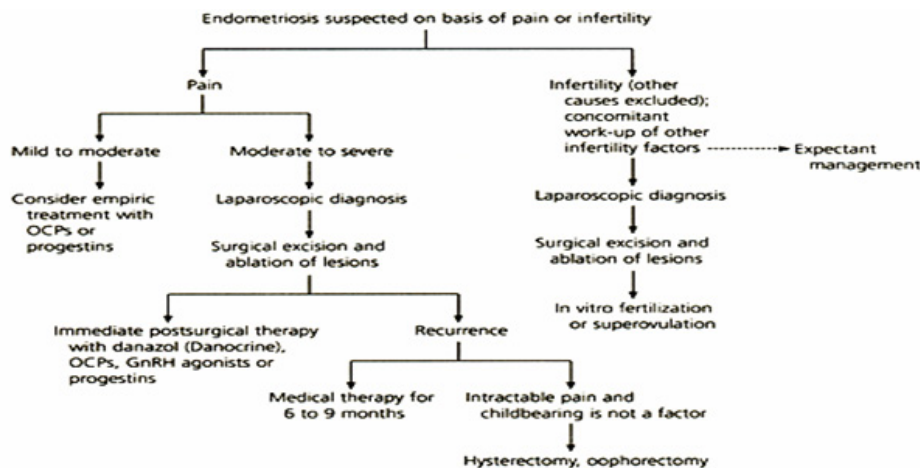 Endometriosis suspected on basis of pain or infertility
Pain
Infertility (other
causes excluded);
concomitant
work-up of other
infertility factors
Expectant
management
Mild to moderate
Moderate to severe
Consider empiric
treatment with
OCPs or
progestins
Laparoscopic diagnosis
Laparoscopic diagnosis
Surgical excision and
ablation of lesions
Surgical excision and
ablation of lesions
In vitro fertilization
or superovulation
Immediate postsurgical therapy
with danazol (Danocrine),
OCPs, GnRH agonists or
progestins
Recurrence
Medical therapy for
6 to 9 months
Intractable pain and
childbearing is not a factor
Hysterectomy, oophorectomy